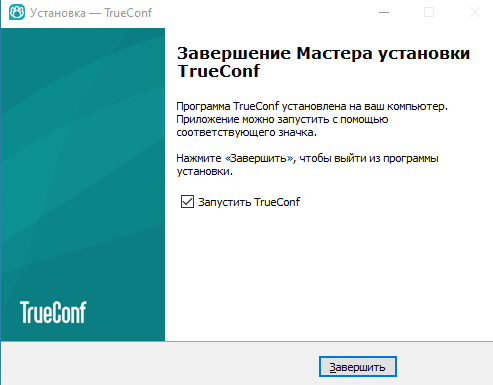 Установка — TrueConf
Завершение Мастера установки
TrueConf
Программа TrueConf установлена на ваш компьютер.
Приложение можно запустить с помощью
соответствующего значка.
Нажмите «Завершить», чтобы выйти из программы
установки.
Запустить TrueConf
TrueConf
Завершить